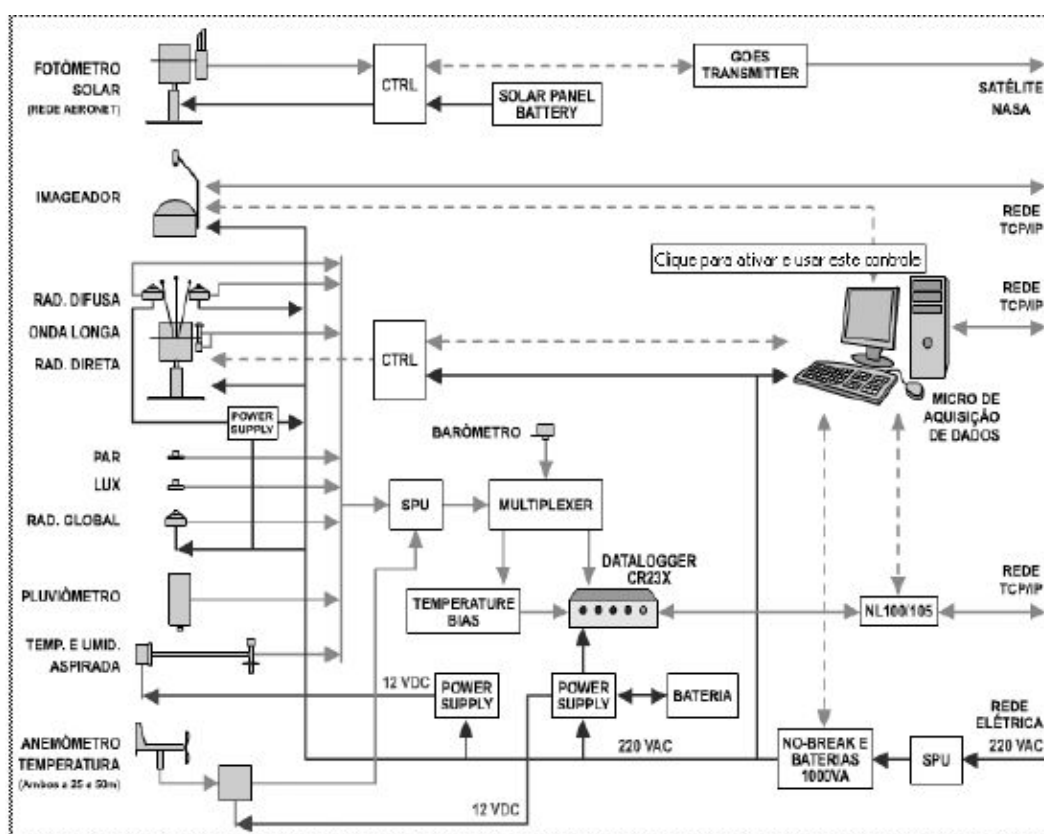 FOTÔMETRO
SOLAR
(REDE AERONET)
CTRL
GOES
TRANSMITTER
SOLAR PANEL
BATTERY
SATÉLITE
NASA
IMAGEADOR
REDE
TCP/IP
Clique para ativar e usar este controle
RAD. DIFUSA
ONDA LONGA
RAD. DIRETA
CTRL
REDE
TCP/IP
MICRO DE
AQUISIÇÃO
DE DADOS
POWER
SUPPLY
BARÔMETRO
PAR
LUX
RAD. GLOBAL
SPU
MULTIPLEXER
DATALOGGER
CR23X
PLUVIÔMETRO
TEMPERATURE
BIAS
NL100/105
REDE
TCP/IP
TEMP. E UMID.
ASPIRADA
12 VDC
POWER
SUPPLY
POWER
SUPPLY
BATERIA
REDE
ELÉTRICA
220 VAC
ANEMÔMETRO
TEMPERATURA
(Ambos a 25 e 50m)
220 VAC
NO-BREAK E
BATERIAS
1000VA
SPU
12 VDC